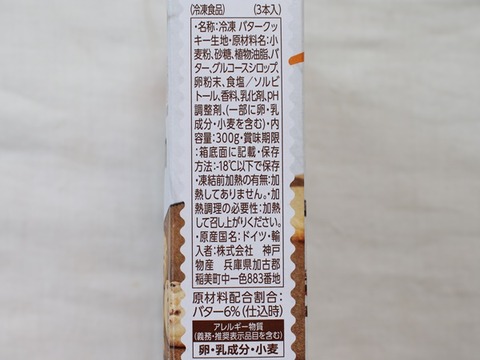 (冷凍食品) (3本入)
・名称:冷凍 バタークッ
キー生地・原材料名:小
麦粉、砂糖、植物油脂、バ
ター、グルコースシロップ、
卵粉末、食塩/ソルビ
トール、香料、乳化剤、pH
調整剤、(一部に卵・乳
成分・小麦を含む)・内
容量:300g・賞味期限
:箱底面に記載・保存
方法:-18℃以下で保存
・凍結前加熱の有無:加
熱してありません。・加
熱調理の必要性:加熱
して召し上がりください。
・原産国名:ドイツ・輸
入者:株式会社 神戸
物産 兵庫県加古郡
稲美町中一色883番地
原材料配合割合:
バター6%(仕込時)
アレルギー物質
(義務・推奨表示品目を含む)
卵・乳成分・小麦